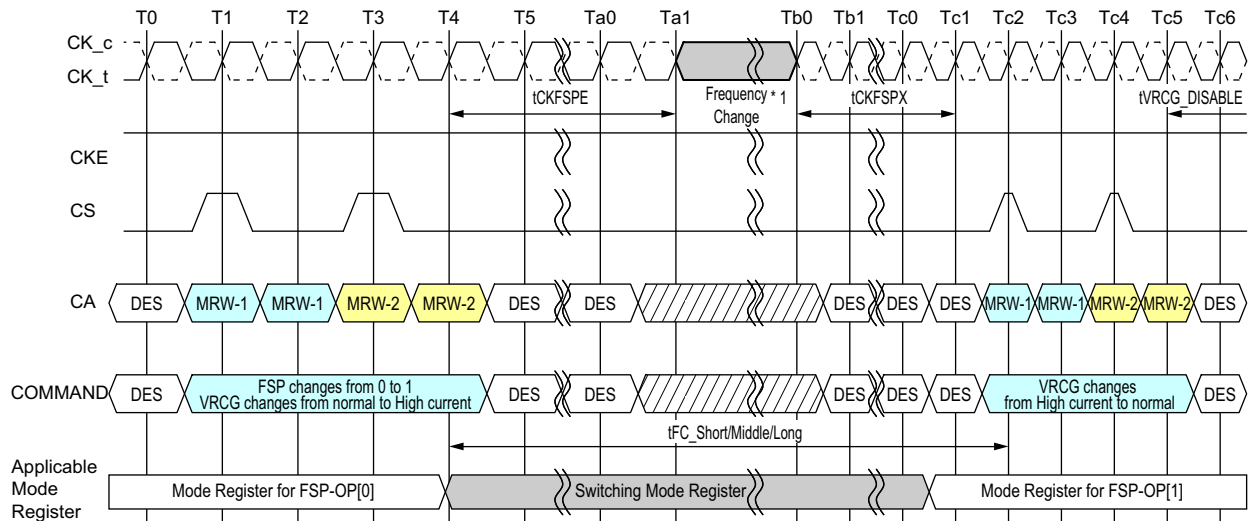 T0 T1 T2 T3 T4 T5 Ta0 Ta1 Tb0 Tb1 Tc0 Tc1 Tc2 Tc3 Tc4 Tc5 Tc6
CK_c
CK_t
tCKFSPE
Frequency * 1
Change
tCKFSPX
tVRCG_DISABLE
CKE
CS
CA DES MRW-1 MRW-1 MRW-2 MRW-2 DES DES DES DES DES MRW-1 MRW-1 MRW-2 MRW-2 DES
COMMAND DES
FSP changes from 0 to 1
VRCG changes from normal to High current
DES DES DES DES DES
VRCG changes
from High current to normal
DES
tFC_Short/Middle/Long
Applicable
Mode
Register
Mode Register for FSP-OP[0]
Switching Mode Register
Mode Register for FSP-OP[1]